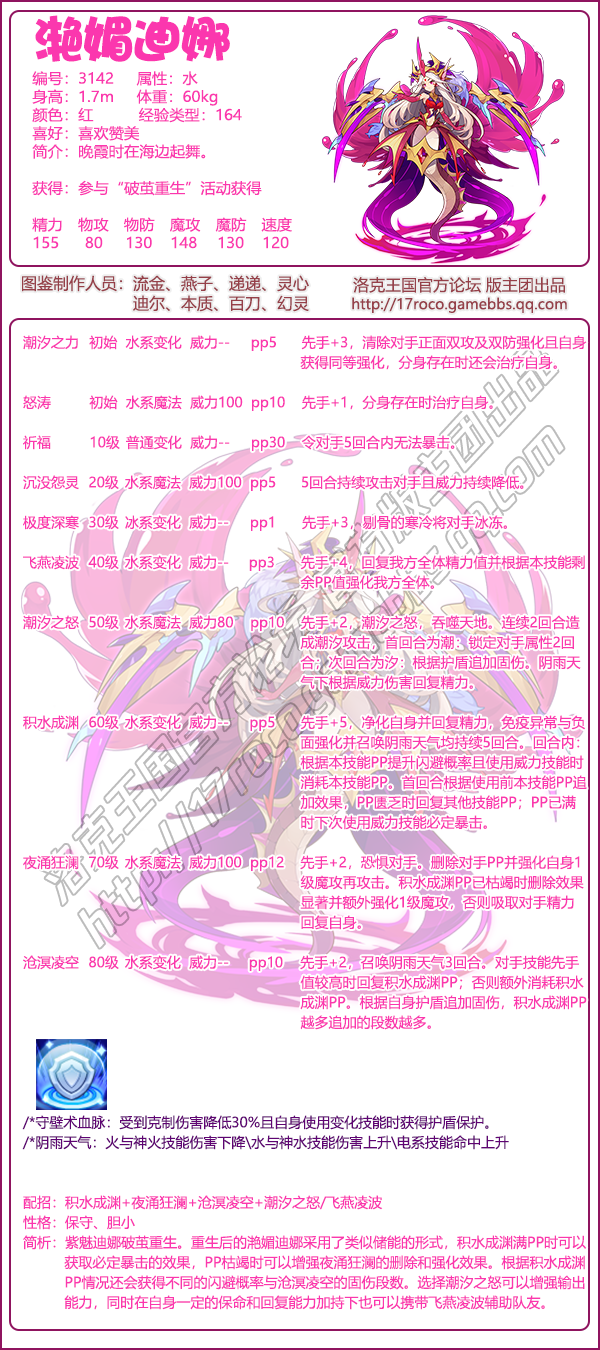 滟媚迪娜
编号：3142 属性：水
身高：1.7m 体重：60kg
颜色：红 经验类型：164
喜好：喜欢赞美
简介：晚霞时在海边起舞。
获得：参与“破茧重生”活动获得
精力 物攻 物防 魔攻 魔防 速度
155 80 130 148 130 120
图鉴制作人员：流金、燕子、递递、灵心
迪尔、本质、百刀、幻灵
洛克王国官方论坛 版主团出品
http://17roco.gamebbs.qq.com
潮汐之力 初始 水系变化 威力-- pp5 先手+3，清除对手正面双攻及双防强化且自身
获得同等强化，分身存在时还会治疗自身。
怒涛 初始 水系魔法 威力100 pp10 先手+1，分身存在时治疗自身。
祈福 10级 普通变化 威力-- pp30 令对手5回合内无法暴击。
沉没怨灵 20级 水系魔法 威力100 pp5 5回合持续攻击对手且威力持续降低。
极度深寒 30级 冰系变化 威力-- pp1 先手+3，剔骨的寒冷将对手冰冻。
飞燕凌波 40级 水系变化 威力-- pp3 先手+4，回复我方全体精力值并根据本技能剩
余PP值强化我方全体。
潮汐之怒 50级 水系魔法 威力80 pp10 先手+2，潮汐之怒，吞噬天地。连续2回合造
成潮汐攻击，首回合为潮：锁定对手属性2回
合；次回合为汐：根据护盾追加固伤。阴雨天
气下根据威力伤害回复精力。
积水成渊 60级 水系变化 威力-- pp5 先手+5，净化自身并回复精力，免疫异常与负
面强化并召唤阴雨天气均持续5回合。回合内：
根据本技能PP提升闪避概率且使用威力技能时
消耗本技能PP。首回合根据使用前本技能PP追
加效果，PP匮乏时回复其他技能PP；PP已满
时下次使用威力技能必定暴击。
夜涌狂澜 70级 水系魔法 威力100 pp12 先手+2，恐惧对手。删除对手PP并强化自身1
级魔攻再攻击。积水成渊PP已枯竭时删除效果
显著并额外强化1级魔攻，否则吸取对手精力
回复自身。
沧溟凌空 80级 水系变化 威力-- pp10 先手+2，召唤阴雨天气3回合。对手技能先手
值较高时回复积水成渊PP；否则额外消耗积水
成渊PP。根据自身护盾追加固伤，积水成渊PP
越多追加的段数越多。
洛克王国官方论坛版主团出品
http://17roco.gamebbs.qq.com
/*守壁术血脉：受到克制伤害降低30%且自身使用变化技能时获得护盾保护。
/*阴雨天气：火与神火技能伤害下降\水与神水技能伤害上升\电系技能命中上升
配招：积水成渊+夜涌狂澜+沧溟凌空+潮汐之怒/飞燕凌波
性格：保守、胆小
简析：紫魅迪娜破茧重生。重生后的滟媚迪娜采用了类似储能的形式，积水成渊满PP时可以
获取必定暴击的效果，PP枯竭时可以增强夜涌狂澜的删除和强化效果。根据积水成渊
PP情况还会获得不同的闪避概率与沧溟凌空的固伤段数。选择潮汐之怒可以增强输出
能力，同时在自身一定的保命和回复能力加持下也可以携带飞燕凌波辅助队友。